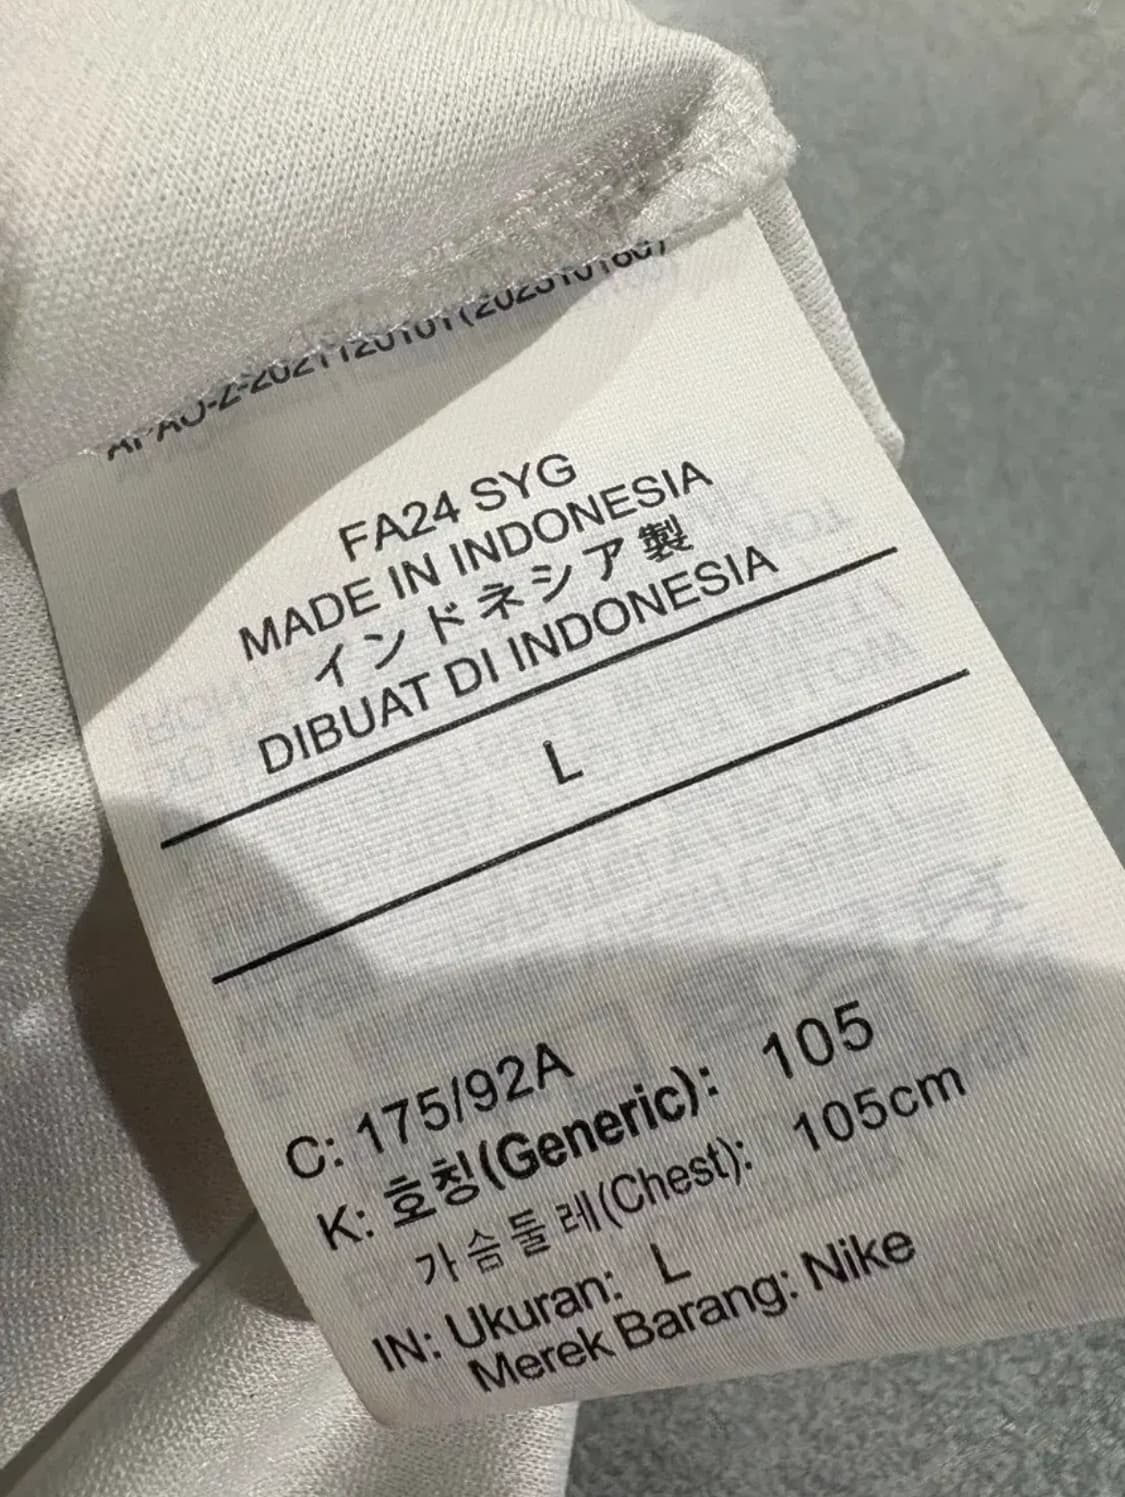 FA24 SYG
MADE IN INDONESIA
インドネシア製
DIBUAT DI INDONESIA
L
C: 175/92A
K: 호칭(Generic): 105
가슴둘레(Chest): 105cm
IN: Ukuran: L
Merek Barang: Nike